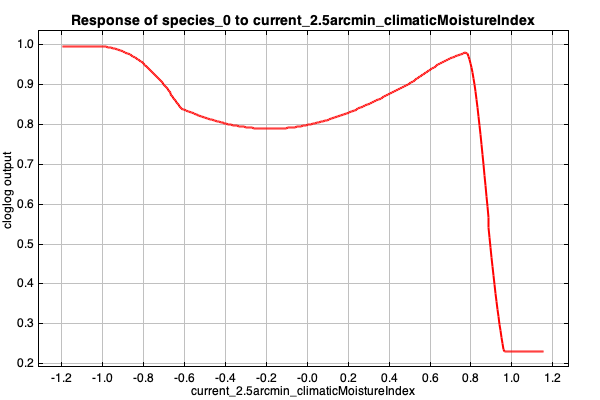 Response of species_0 to current_2.5arcmin_climaticMoistureIndex
cloglog output
1.0
0.9
0.8
0.7
0.6
0.5
0.4
0.3
0.2
-1.2 -1.0 -0.8 -0.6 -0.4 -0.2 -0.0 0.2 0.4 0.6 0.8 1.0 1.2
current_2.5arcmin_climaticMoistureIndex